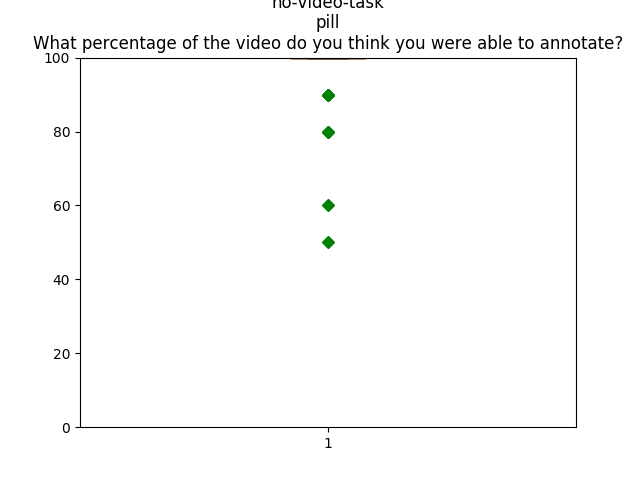 no-video-task
pill
What percentage of the video do you think you were able to annotate?
100
80
60
40
20
0
1